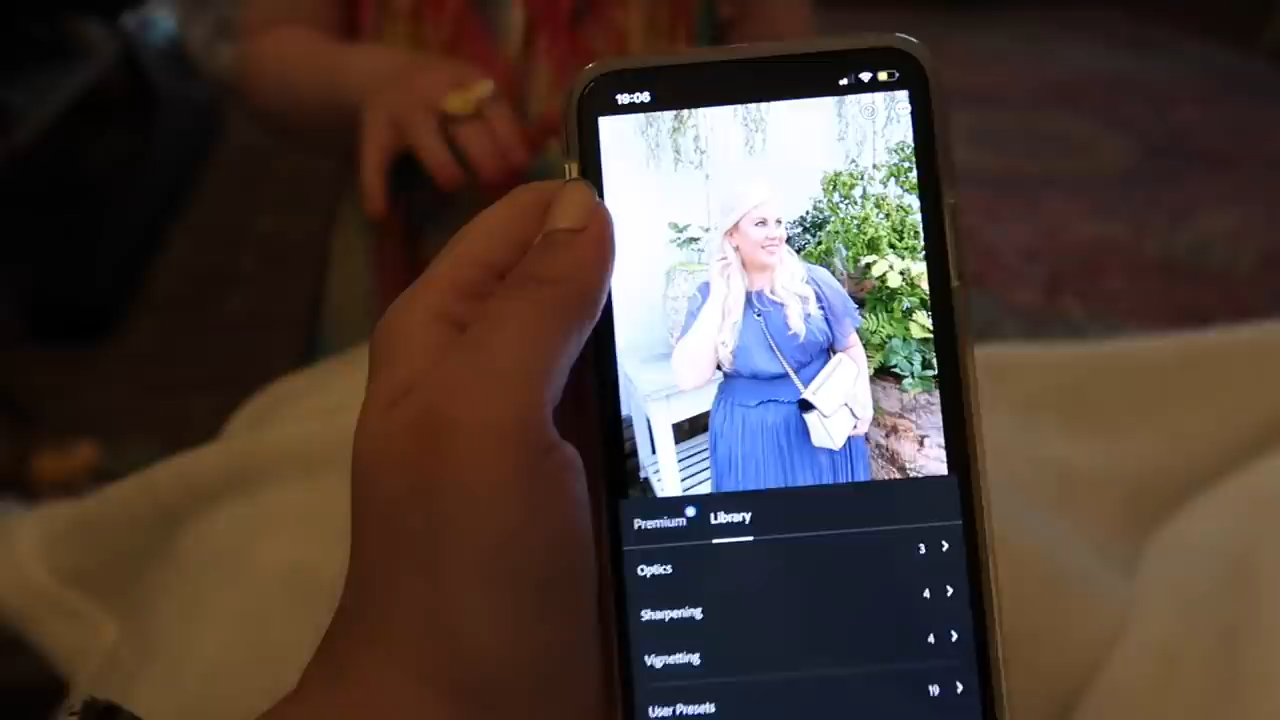 19:06
Premium Library
Optics 3
Sharpening 4
Vignetting 4
User Presets 19